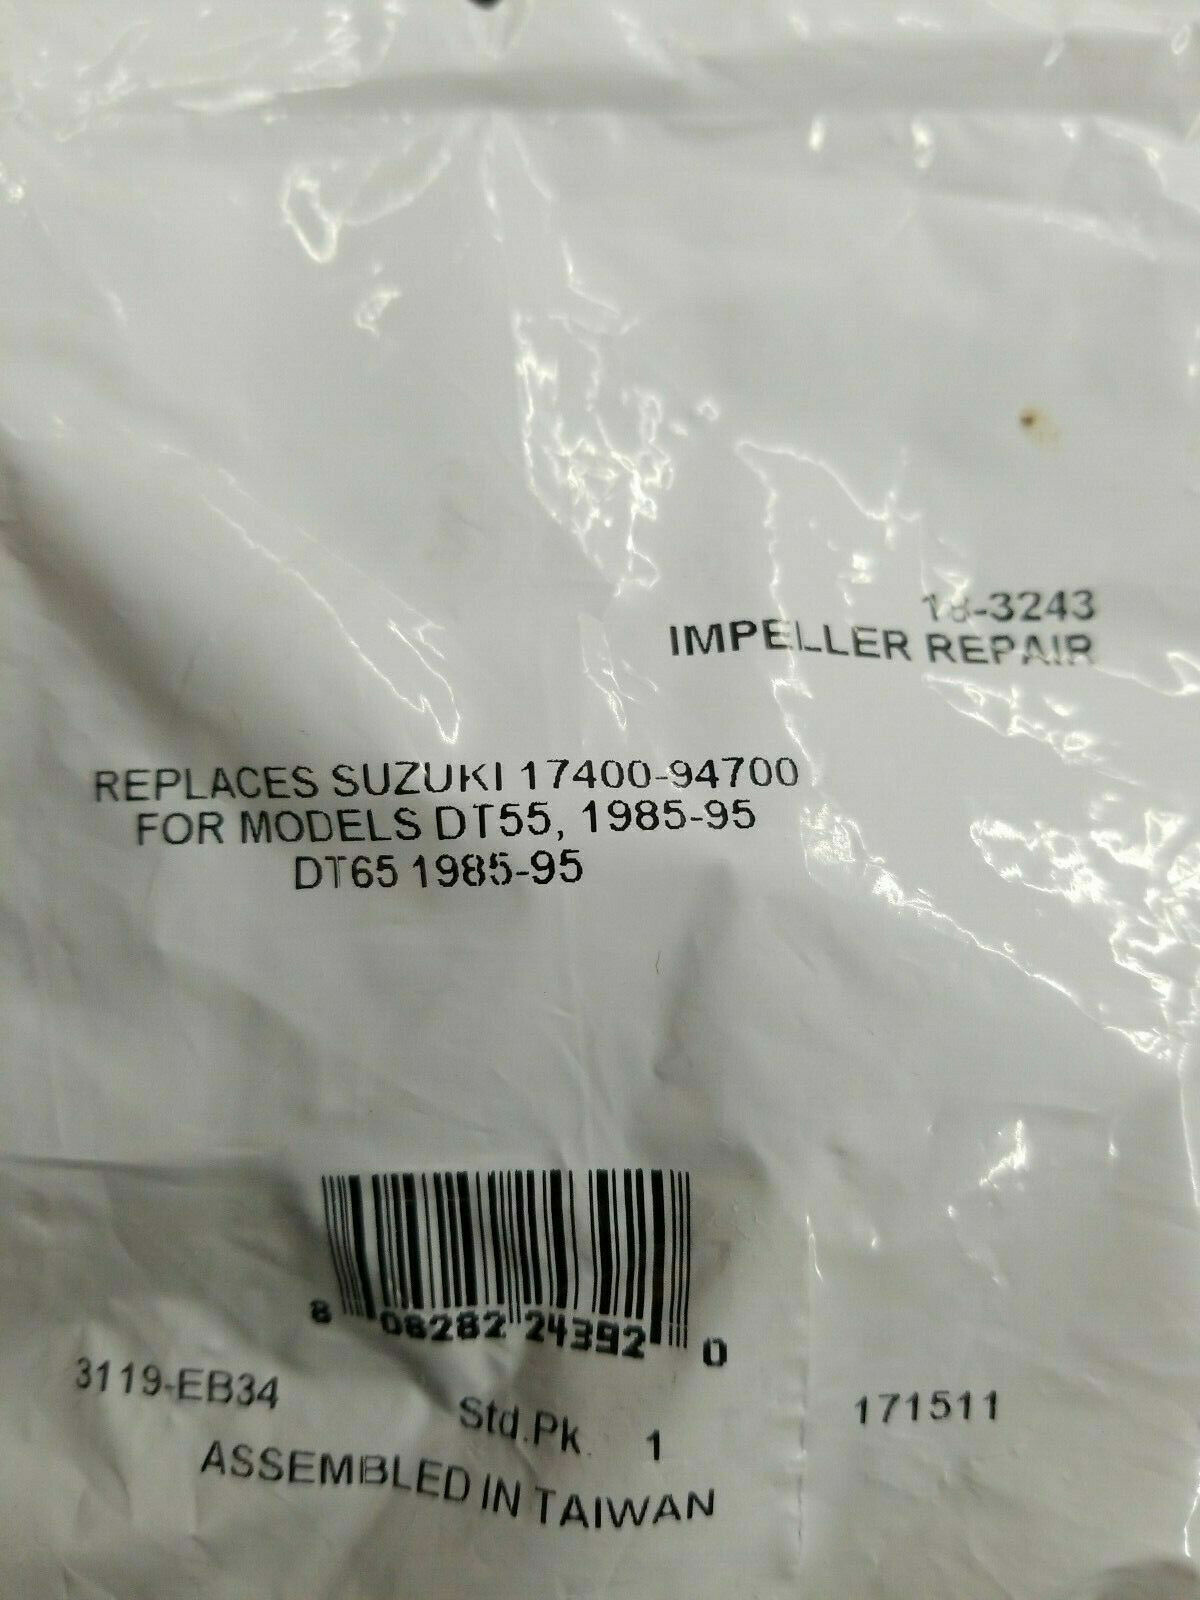 18-3243
IMPELLER REPAIR
REPLACES SUZUKI 17400-94700
FOR MODELS DT55, 1985-95
DT65 1985-95
8 08282 24392 0
3119-EB34
Std.Pk. 1
171511
ASSEMBLED IN TAIWAN